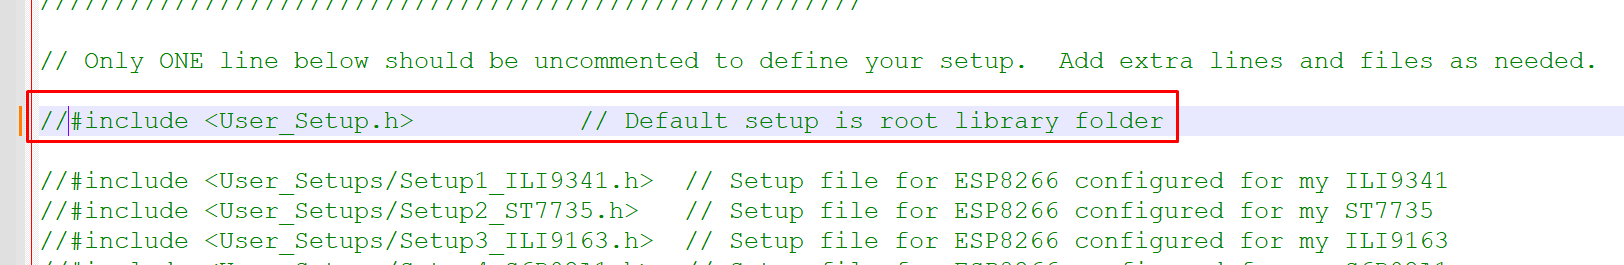 ////////////////////////////////////////////////////////
// Only ONE line below should be uncommented to define your setup.  Add extra lines and files as needed.
//#include <User_Setup.h>           // Default setup is root library folder
//#include <User_Setups/Setup1_ILI9341.h>  // Setup file for ESP8266 configured for my ILI9341
//#include <User_Setups/Setup2_ST7735.h>   // Setup file for ESP8266 configured for my ST7735
//#include <User_Setups/Setup3_ILI9163.h>  // Setup file for ESP8266 configured for my ILI9163